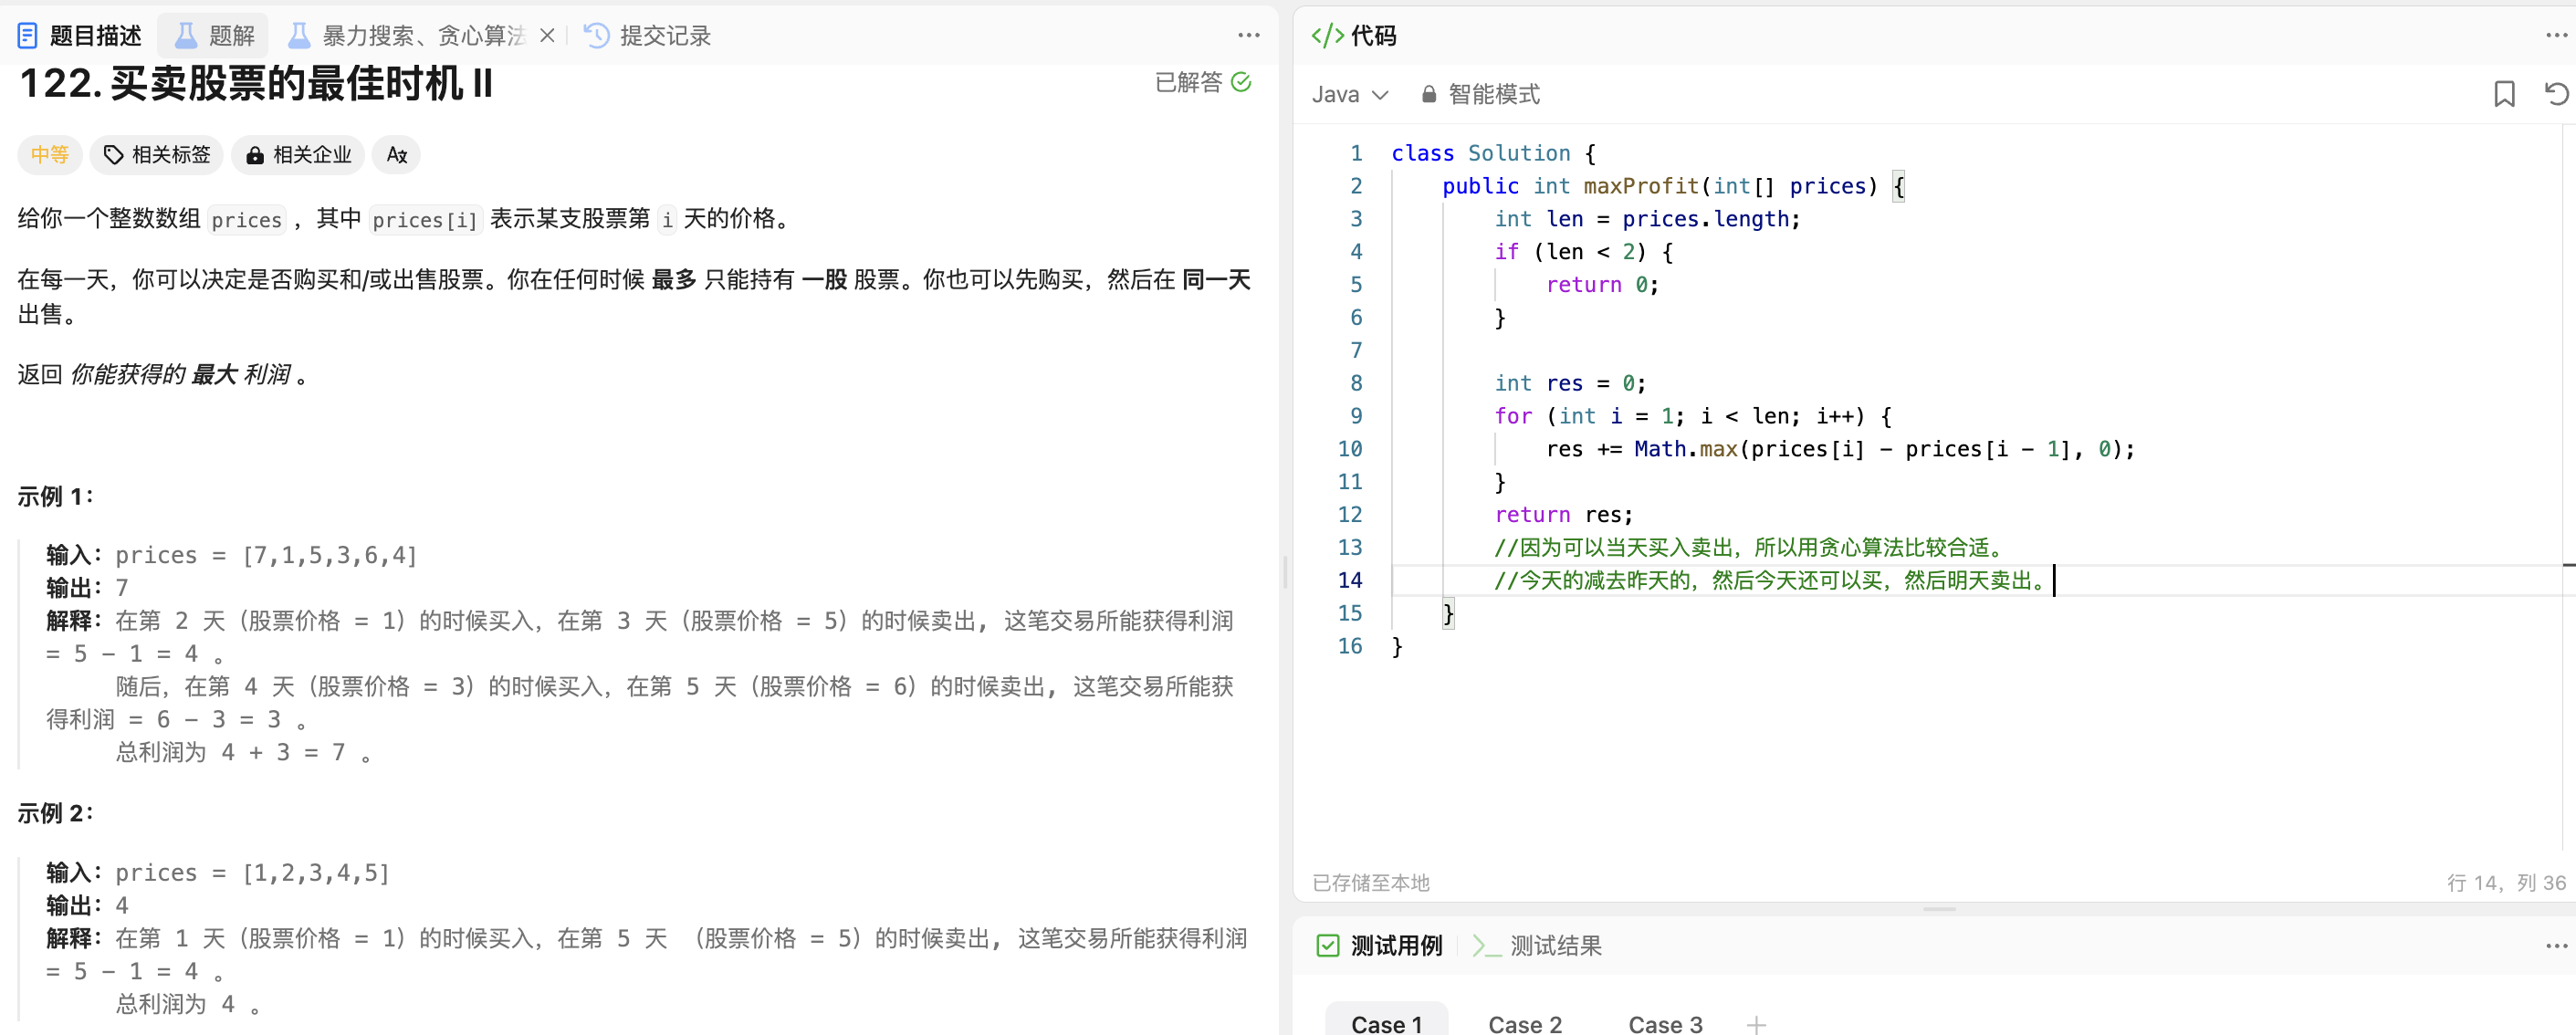 题目描述
题解
暴力搜索、贪心算法
提交记录
122. 买卖股票的最佳时机 II
已解答
中等
相关标签
相关企业
给你一个整数数组 prices ，其中 prices[i] 表示某支股票第 i 天的价格。
在每一天，你可以决定是否购买和/或出售股票。你在任何时候 最多 只能持有 一股 股票。你也可以先购买，然后在 同一天
出售。
返回 你能获得的 最大 利润 。
示例 1：
输入：prices = [7,1,5,3,6,4]
输出：7
解释：在第 2 天（股票价格 = 1）的时候买入，在第 3 天（股票价格 = 5）的时候卖出, 这笔交易所能获得利润
= 5 - 1 = 4 。
随后，在第 4 天（股票价格 = 3）的时候买入，在第 5 天（股票价格 = 6）的时候卖出, 这笔交易所能获
得利润 = 6 - 3 = 3 。
总利润为 4 + 3 = 7 。
示例 2：
输入：prices = [1,2,3,4,5]
输出：4
解释：在第 1 天（股票价格 = 1）的时候买入，在第 5 天 （股票价格 = 5）的时候卖出, 这笔交易所能获得利润
= 5 - 1 = 4 。
总利润为 4 。
</> 代码
Java
智能模式
1 class Solution {
2 public int maxProfit(int[] prices) {
3 int len = prices.length;
4 if (len < 2) {
5 return 0;
6 }
7
8 int res = 0;
9 for (int i = 1; i < len; i++) {
10 res += Math.max(prices[i] - prices[i - 1], 0);
11 }
12 return res;
13 //因为可以当天买入卖出，所以用贪心算法比较合适。
14 //今天的减去昨天的，然后今天还可以买，然后明天卖出。
15 }
16 }
已存储至本地
行 14，列 36
测试用例
测试结果
Case 1
Case 2
Case 3